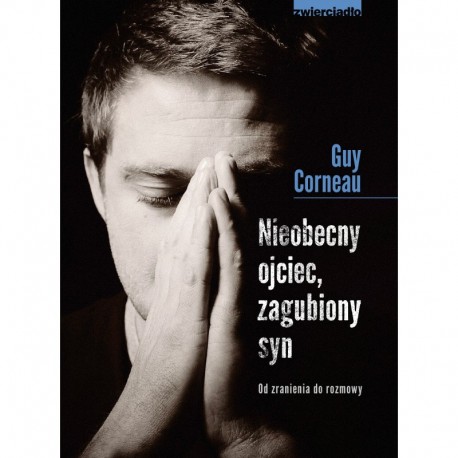 zwierciadło
Guy
Corneau
Nieobecny
ojciec,
zagubiony
syn
Od zranienia do rozmowy